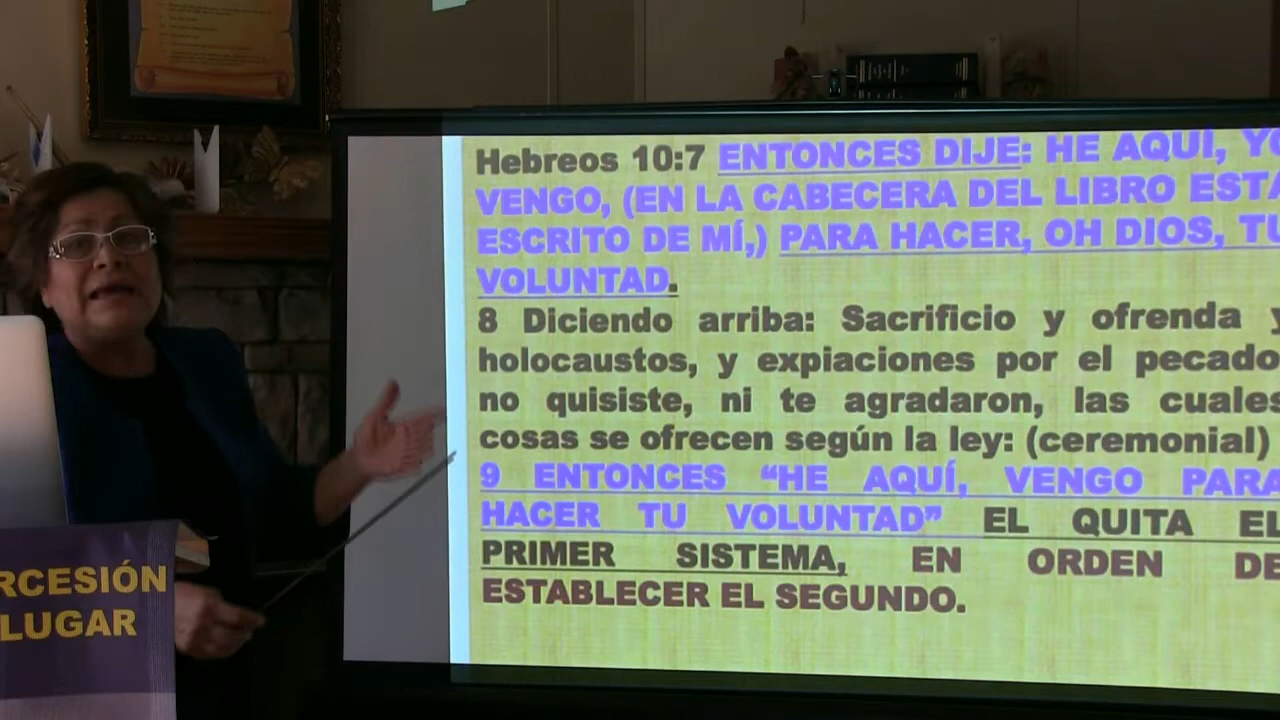 Hebreos 10:7 ENTONCES DIJE: HE AQUÍ, YO
VENGO, (EN LA CABECERA DEL LIBRO ESTÁ
ESCRITO DE MÍ,) PARA HACER, OH DIOS, TU
VOLUNTAD.
8 Diciendo arriba: Sacrificio y ofrenda y
holocaustos, y expiaciones por el pecado
no quisiste, ni te agradaron, las cuales
cosas se ofrecen según la ley: (ceremonial)
9 ENTONCES “HE AQUÍ, VENGO PARA
HACER TU VOLUNTAD” EL QUITA EL
PRIMER SISTEMA, EN ORDEN DE
ESTABLECER EL SEGUNDO.
RCESIÓN
LUGAR